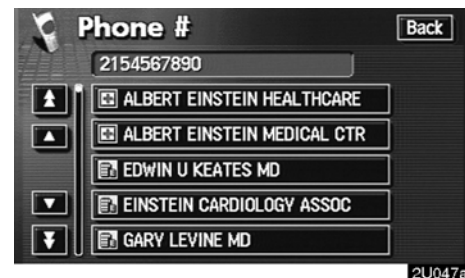 Phone #
Back
2154567890
ALBERT EINSTEIN HEALTHCARE
ALBERT EINSTEIN MEDICAL CTR
EDWIN U KEATES MD
EINSTEIN CARDIOLOGY ASSOC
GARY LEVINE MD
2U047a